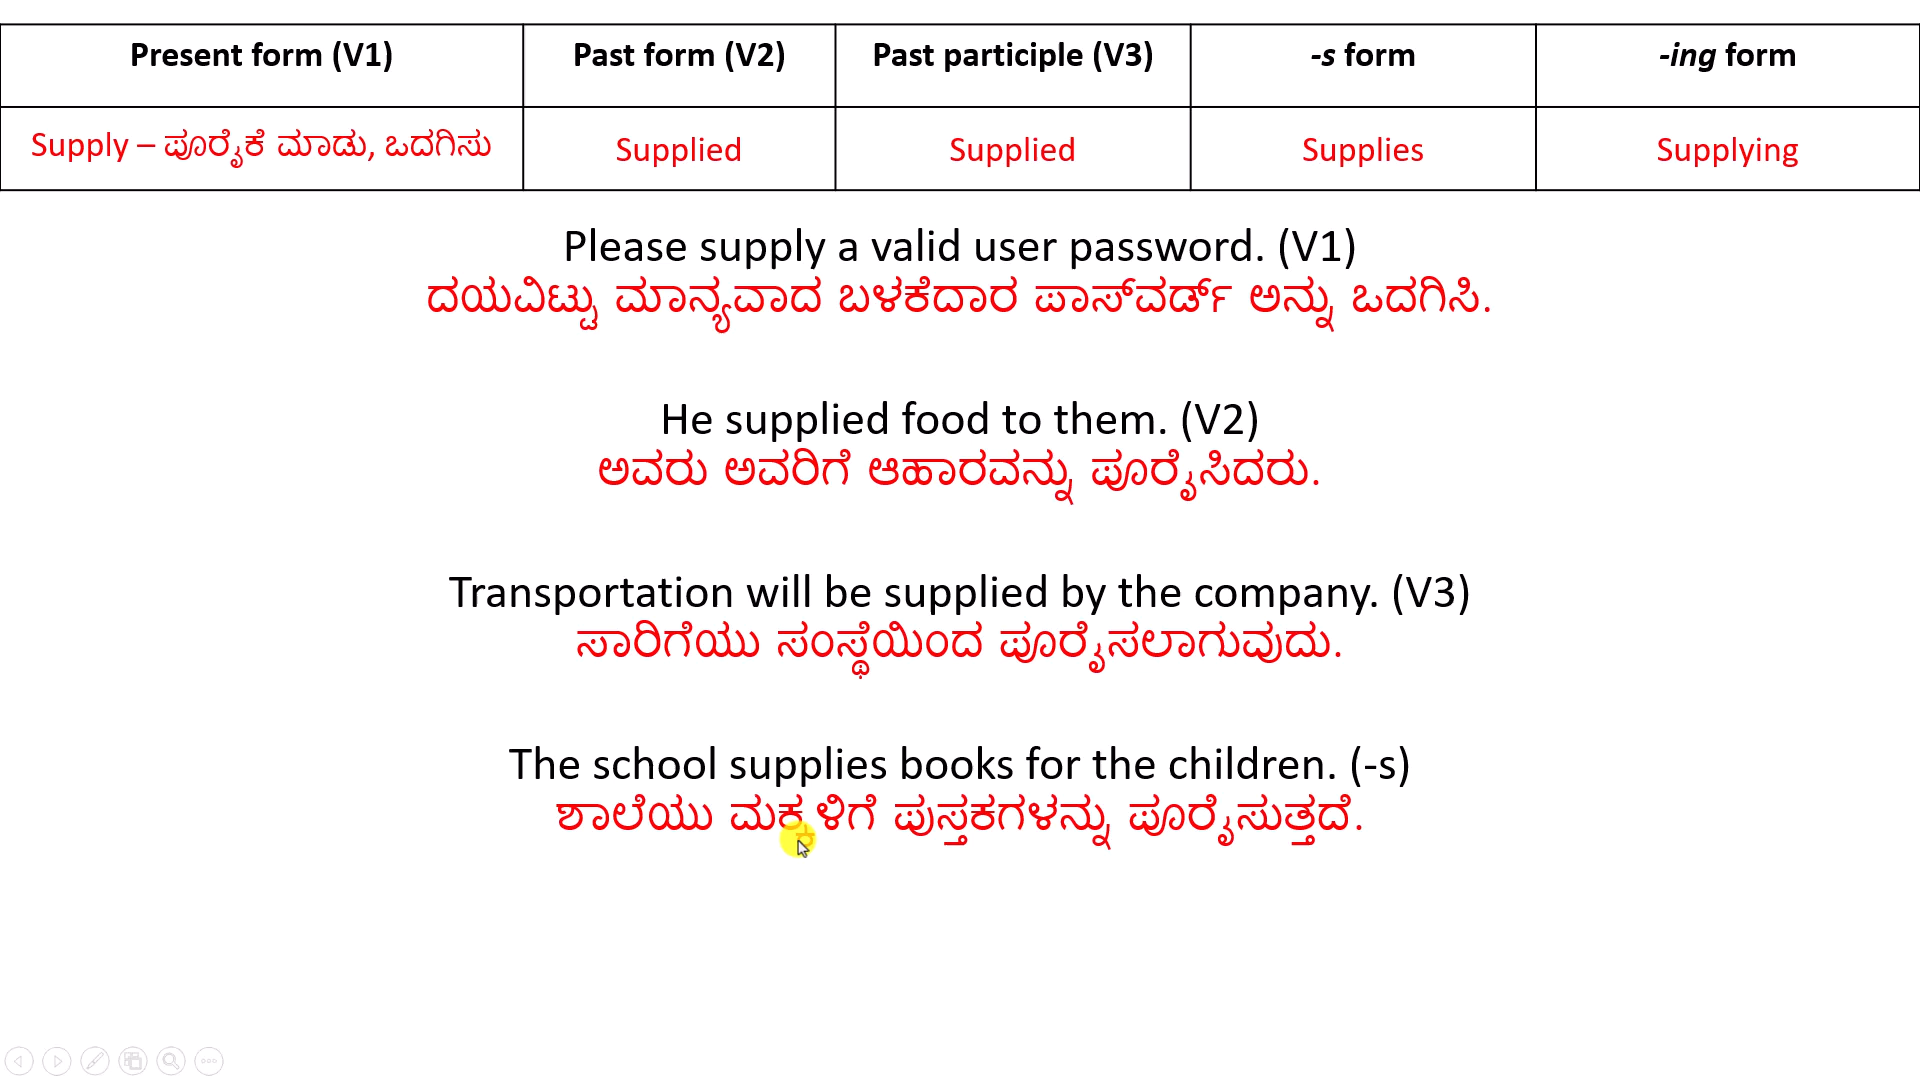 Present form (V1) Past form (V2) Past participle (V3) -s form -ing form
Supply – ಪೂರೈಕೆ ಮಾಡು, ಒದಗಿಸು Supplied Supplied Supplies Supplying
Please supply a valid user password. (V1)
ದಯವಿಟ್ಟು ಮಾನ್ಯವಾದ ಬಳಕೆದಾರ ಪಾಸ್‌ವರ್ಡ್ ಅನ್ನು ಒದಗಿಸಿ.
He supplied food to them. (V2)
ಅವರು ಅವರಿಗೆ ಆಹಾರವನ್ನು ಪೂರೈಸಿದರು.
Transportation will be supplied by the company. (V3)
ಸಾರಿಗೆಯು ಸಂಸ್ಥೆಯಿಂದ ಪೂರೈಸಲಾಗುವುದು.
The school supplies books for the children. (-s)
ಶಾಲೆಯು ಮಕ್ಕಳಿಗೆ ಪುಸ್ತಕಗಳನ್ನು ಪೂರೈಸುತ್ತದೆ.